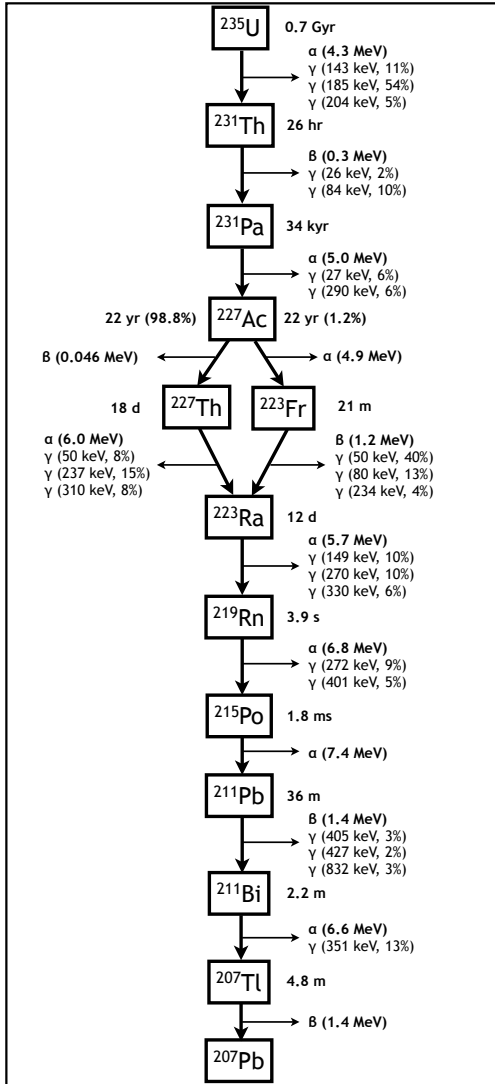 ²³⁵U 0.7 Gyr
α (4.3 MeV)
γ (143 keV, 11%)
γ (185 keV, 54%)
γ (204 keV, 5%)
²³¹Th 26 hr
ß (0.3 MeV)
γ (26 keV, 2%)
γ (84 keV, 10%)
²³¹Pa 34 kyr
α (5.0 MeV)
γ (27 keV, 6%)
γ (290 keV, 6%)
22 yr (98.8%) ²²⁷Ac 22 yr (1.2%)
ß (0.046 MeV) α (4.9 MeV)
18 d ²²⁷Th ²²³Fr 21 m
α (6.0 MeV)
γ (50 keV, 8%)
γ (237 keV, 15%)
γ (310 keV, 8%)
ß (1.2 MeV)
γ (50 keV, 40%)
γ (80 keV, 13%)
γ (234 keV, 4%)
²²³Ra 12 d
α (5.7 MeV)
γ (149 keV, 10%)
γ (270 keV, 10%)
γ (330 keV, 6%)
²¹⁹Rn 3.9 s
α (6.8 MeV)
γ (272 keV, 9%)
γ (401 keV, 5%)
²¹⁵Po 1.8 ms
α (7.4 MeV)
²¹¹Pb 36 m
ß (1.4 MeV)
γ (405 keV, 3%)
γ (427 keV, 2%)
γ (832 keV, 3%)
²¹¹Bi 2.2 m
α (6.6 MeV)
γ (351 keV, 13%)
²⁰⁷Tl 4.8 m
ß (1.4 MeV)
²⁰⁷Pb